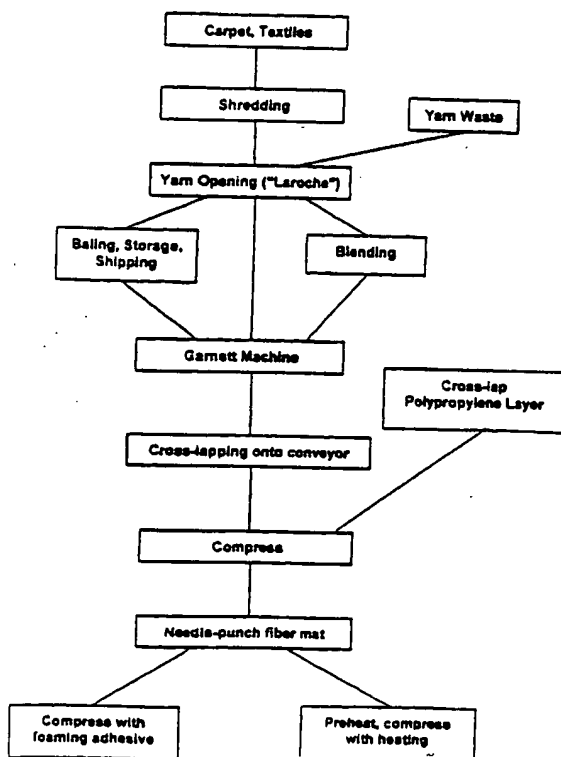 Carpet, Textiles
Shredding
Yarn Waste
Yarn Opening ("Laroche")
Baling, Storage,
Shipping
Blending
Garnett Machine
Cross-lap
Polypropylene Layer
Cross-lapping onto conveyor
Compress
Needle-punch fiber mat
Compress with
foaming adhesive
Preheat, compress
with heating